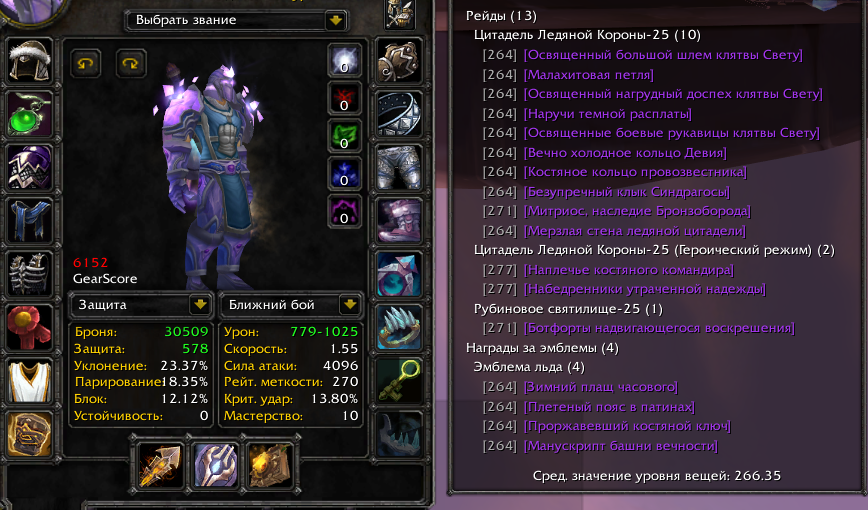 Выбрать звание
0
0
0
0
0
6152
GearScore
Защита
Ближний бой
Броня: 30509
Защита: 578
Уклонение: 23.37%
Парирование: 18.35%
Блок: 12.12%
Устойчивость: 0
Урон: 779-1025
Скорость: 1.55
Сила атаки: 4096
Рейт. меткости: 270
Крит. удар: 13.80%
Мастерство: 10
Рейды (13)
Цитадель Ледяной Короны-25 (10)
[264] [Освященный большой шлем клятвы Свету]
[264] [Малахитовая петля]
[264] [Освященный нагрудный доспех клятвы Свету]
[264] [Наручи темной расплаты]
[264] [Освященные боевые рукавицы клятвы Свету]
[264] [Вечно холодное кольцо Девия]
[264] [Костяное кольцо провозвестника]
[264] [Безупречный клык Синдрагосы]
[271] [Митриос, наследие Бронзоборода]
[264] [Мерзлая стена ледяной цитадели]
Цитадель Ледяной Короны-25 (Героический режим) (2)
[277] [Наплечье костяного командира]
[277] [Набедренники утраченной надежды]
Рубиновое святилище-25 (1)
[271] [Ботфорты надвигающегося воскрешения]
Награды за эмблемы (4)
Эмблема льда (4)
[264] [Зимний плащ часового]
[264] [Плетеный пояс в патинах]
[264] [Проржавевший костяной ключ]
[264] [Манускрипт башни вечности]
Сред. значение уровня вещей: 266.35